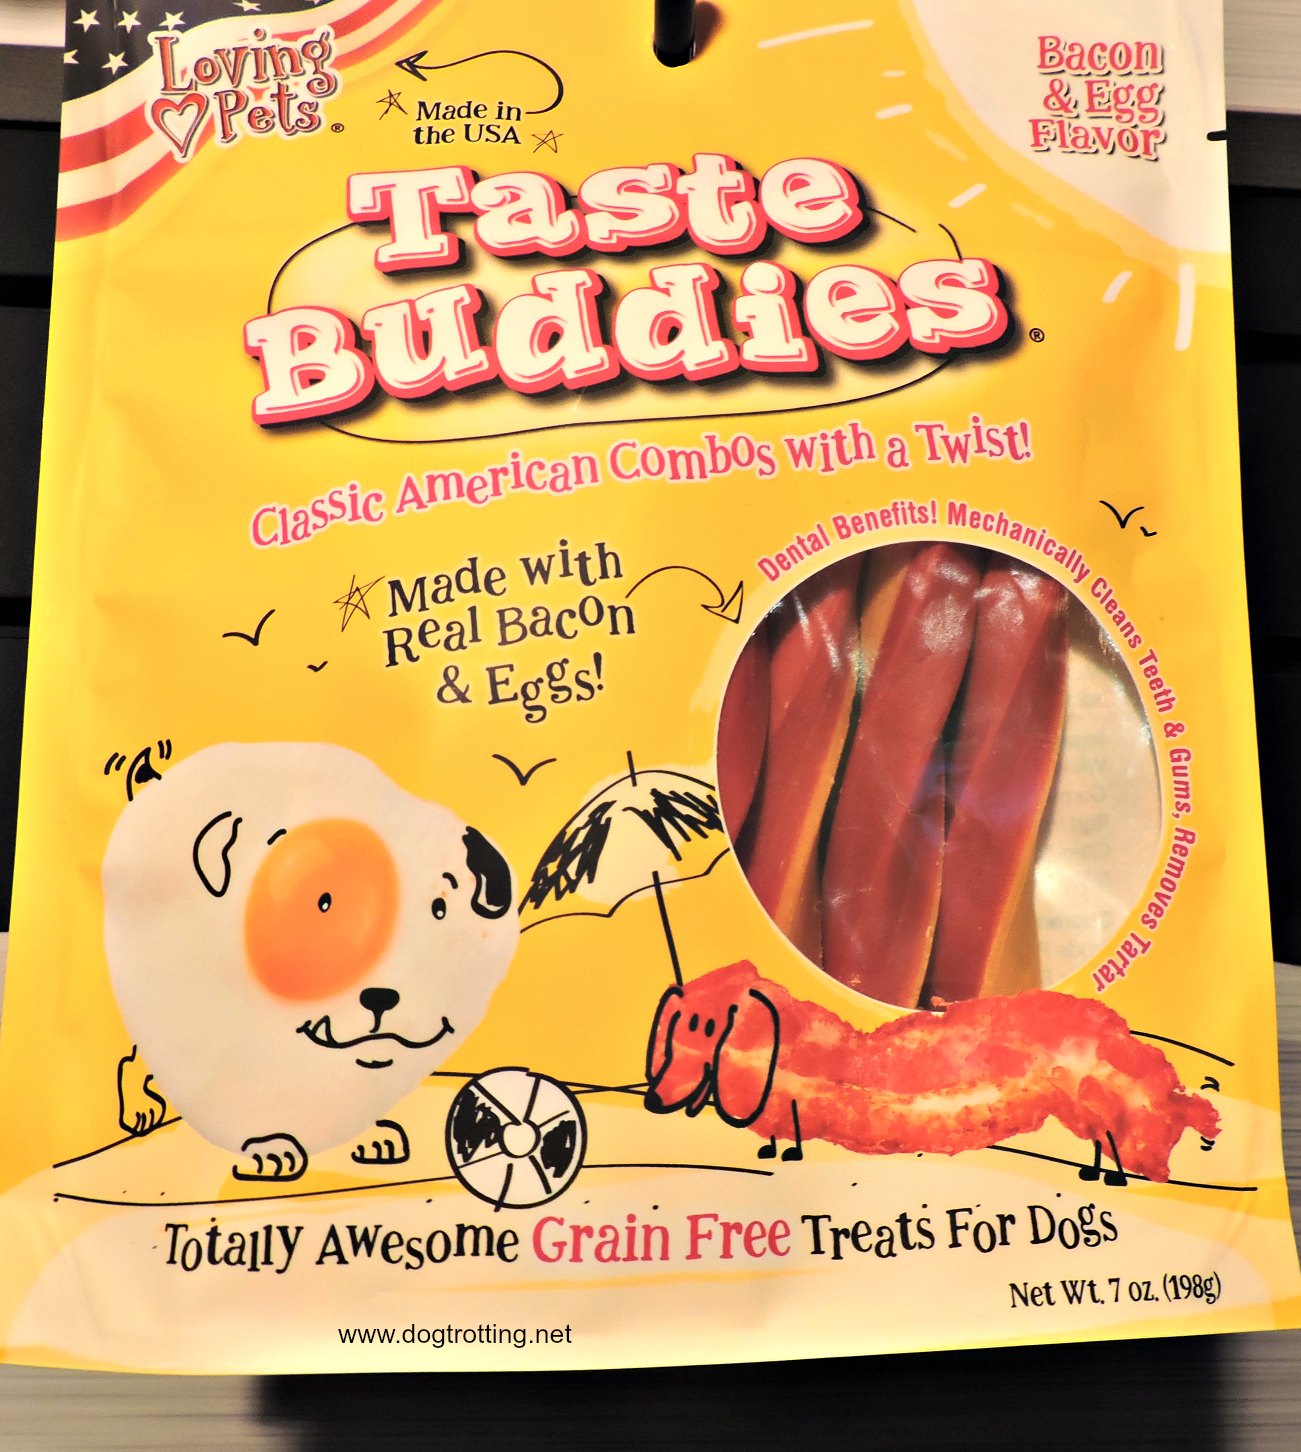 Loving
Pets®
Made in
the USA
Bacon
& Egg
Flavor
Taste
Buddies®
Classic American Combos with a Twist!
Made with
Real Bacon
& Eggs!
Dental Benefits! Mechanically Cleans Teeth & Gums, Removes Tartar
Totally Awesome Grain Free Treats For Dogs
Net Wt. 7 oz. (198g)
www.dogtrotting.net